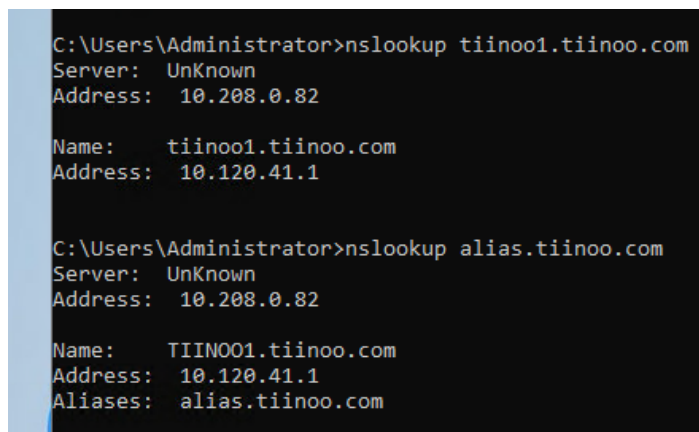 C:\Users\Administrator>nslookup tiinoo1.tiinoo.com
Server:  UnKnown
Address:  10.208.0.82
Name:    tiinoo1.tiinoo.com
Address:  10.120.41.1
C:\Users\Administrator>nslookup alias.tiinoo.com
Server:  UnKnown
Address:  10.208.0.82
Name:    TIINOO1.tiinoo.com
Address:  10.120.41.1
Aliases:  alias.tiinoo.com